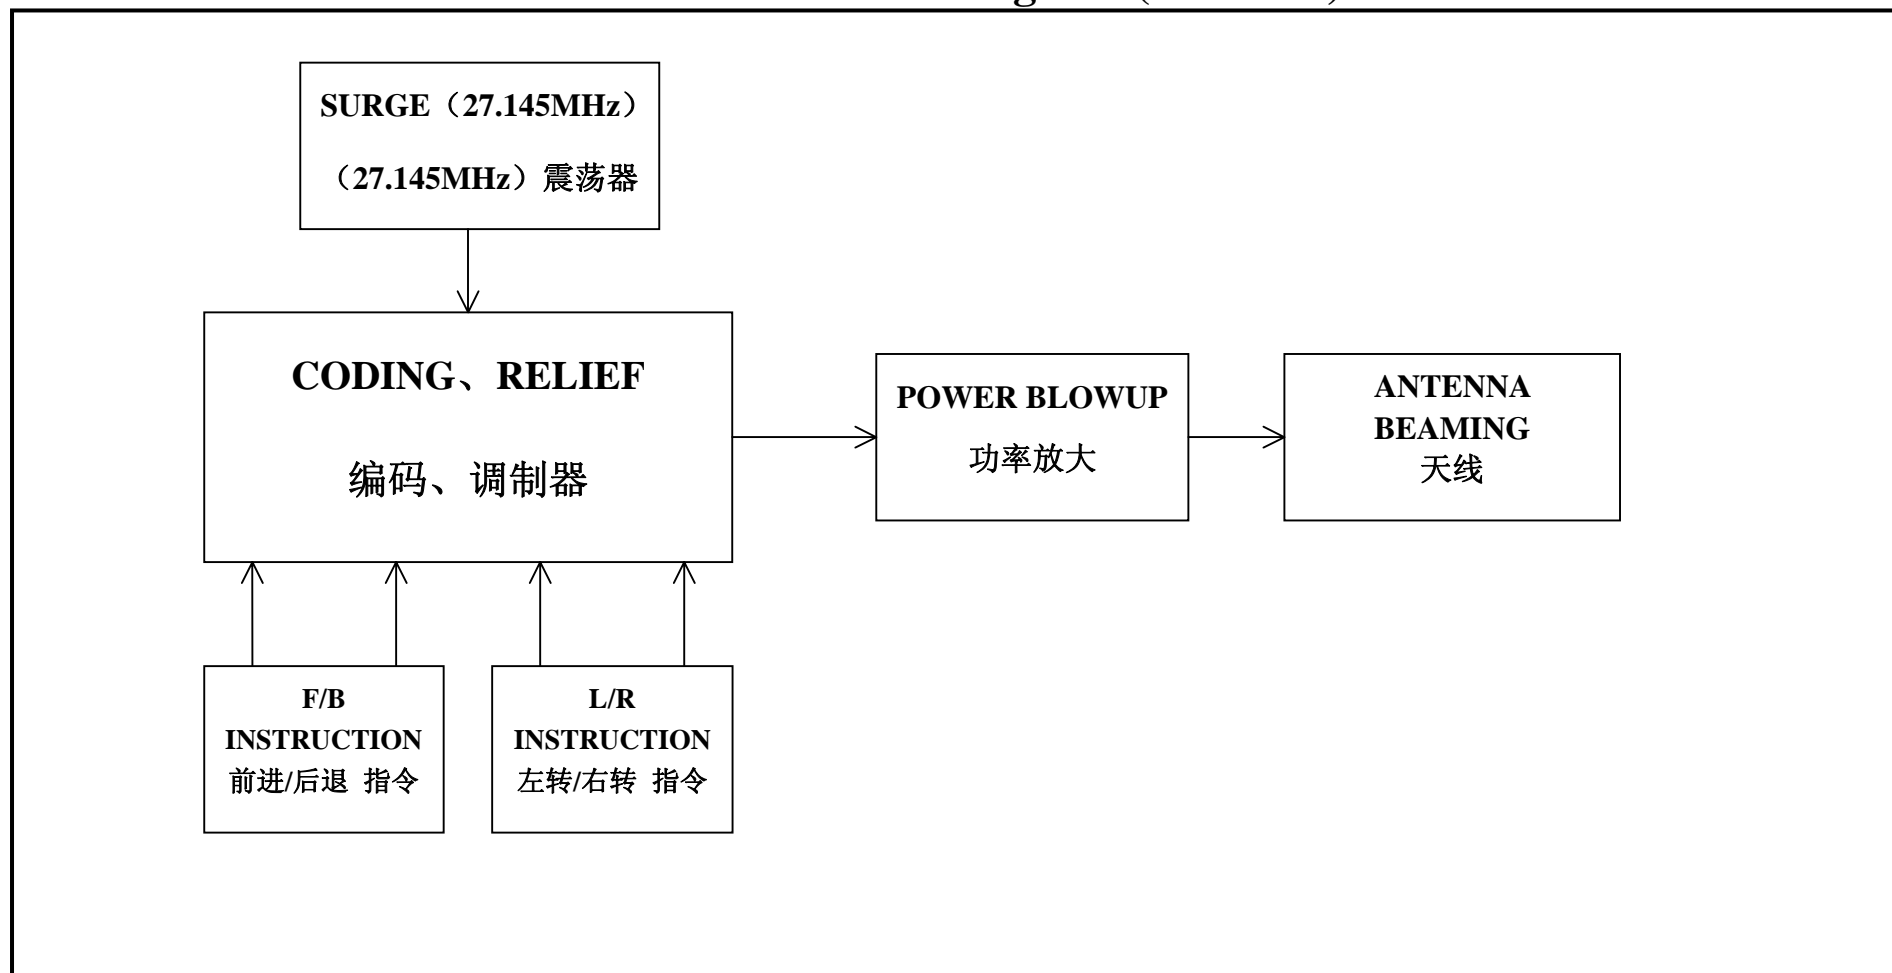 SURGE（27.145MHz）
（27.145MHz）震荡器
CODING、RELIEF
编码、调制器
POWER BLOWUP
功率放大
ANTENNA
BEAMING
天线
F/B
INSTRUCTION
前进/后退 指令
L/R
INSTRUCTION
左转/右转 指令